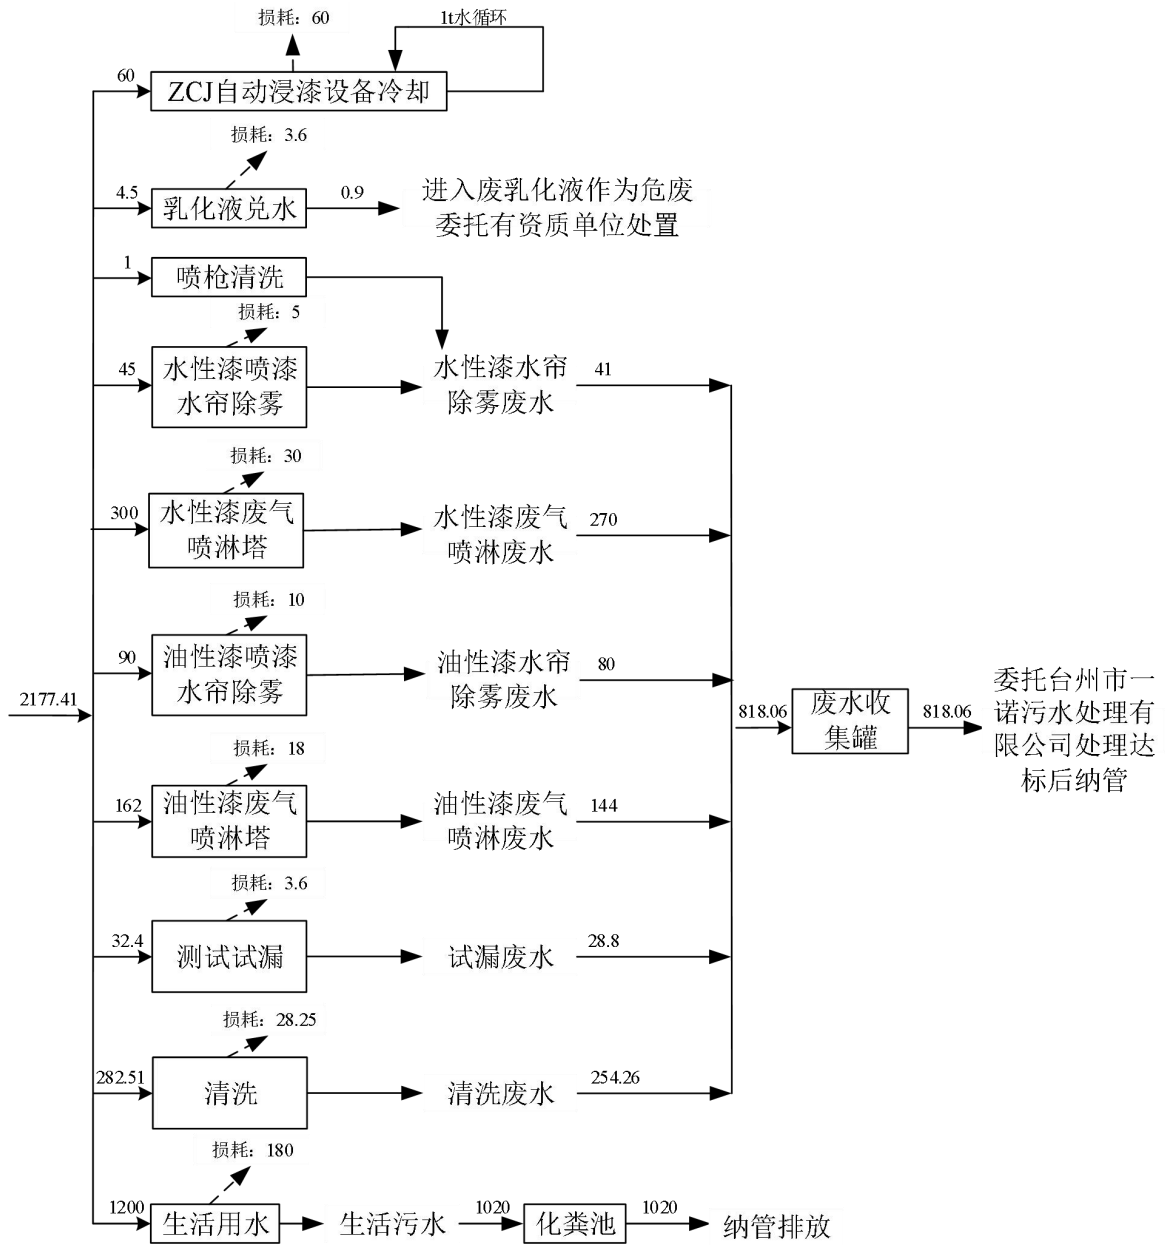 损耗：60
1t水循环
60
ZCJ自动浸漆设备冷却
损耗：3.6
4.5
乳化液兑水
0.9
进入废乳化液作为危废
委托有资质单位处置
1
喷枪清洗
损耗：5
45
水性漆喷漆
水帘除雾
水性漆水帘
除雾废水
41
损耗：30
300
水性漆废气
喷淋塔
水性漆废气
喷淋废水
270
损耗：10
90
油性漆喷漆
水帘除雾
油性漆水帘
除雾废水
80
2177.41
818.06
废水收
集罐
818.06
委托台州市一
诺污水处理有
限公司处理达
标后纳管
损耗：18
162
油性漆废气
喷淋塔
油性漆废气
喷淋废水
144
损耗：3.6
32.4
测试试漏
试漏废水
28.8
损耗：28.25
282.51
清洗
清洗废水
254.26
损耗：180
1200
生活用水
生活污水
1020
化粪池
1020
纳管排放